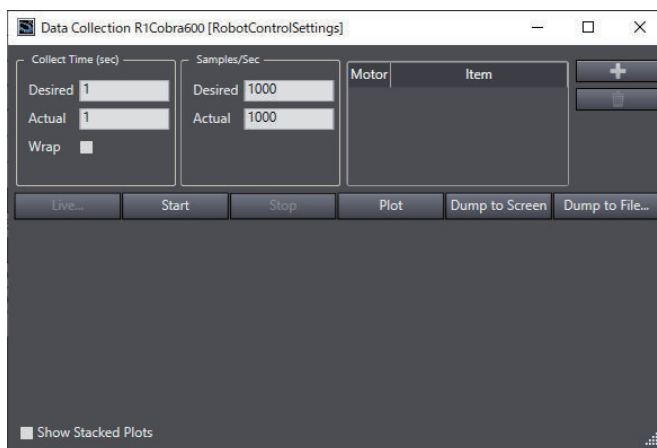 Data Collection R1Cobra600 [RobotControlSettings]
Collect Time (sec)
Desired 1
Actual 1
Wrap
Samples/Sec
Desired 1000
Actual 1000
Motor Item
Live... Start Stop Plot Dump to Screen Dump to File...
Show Stacked Plots